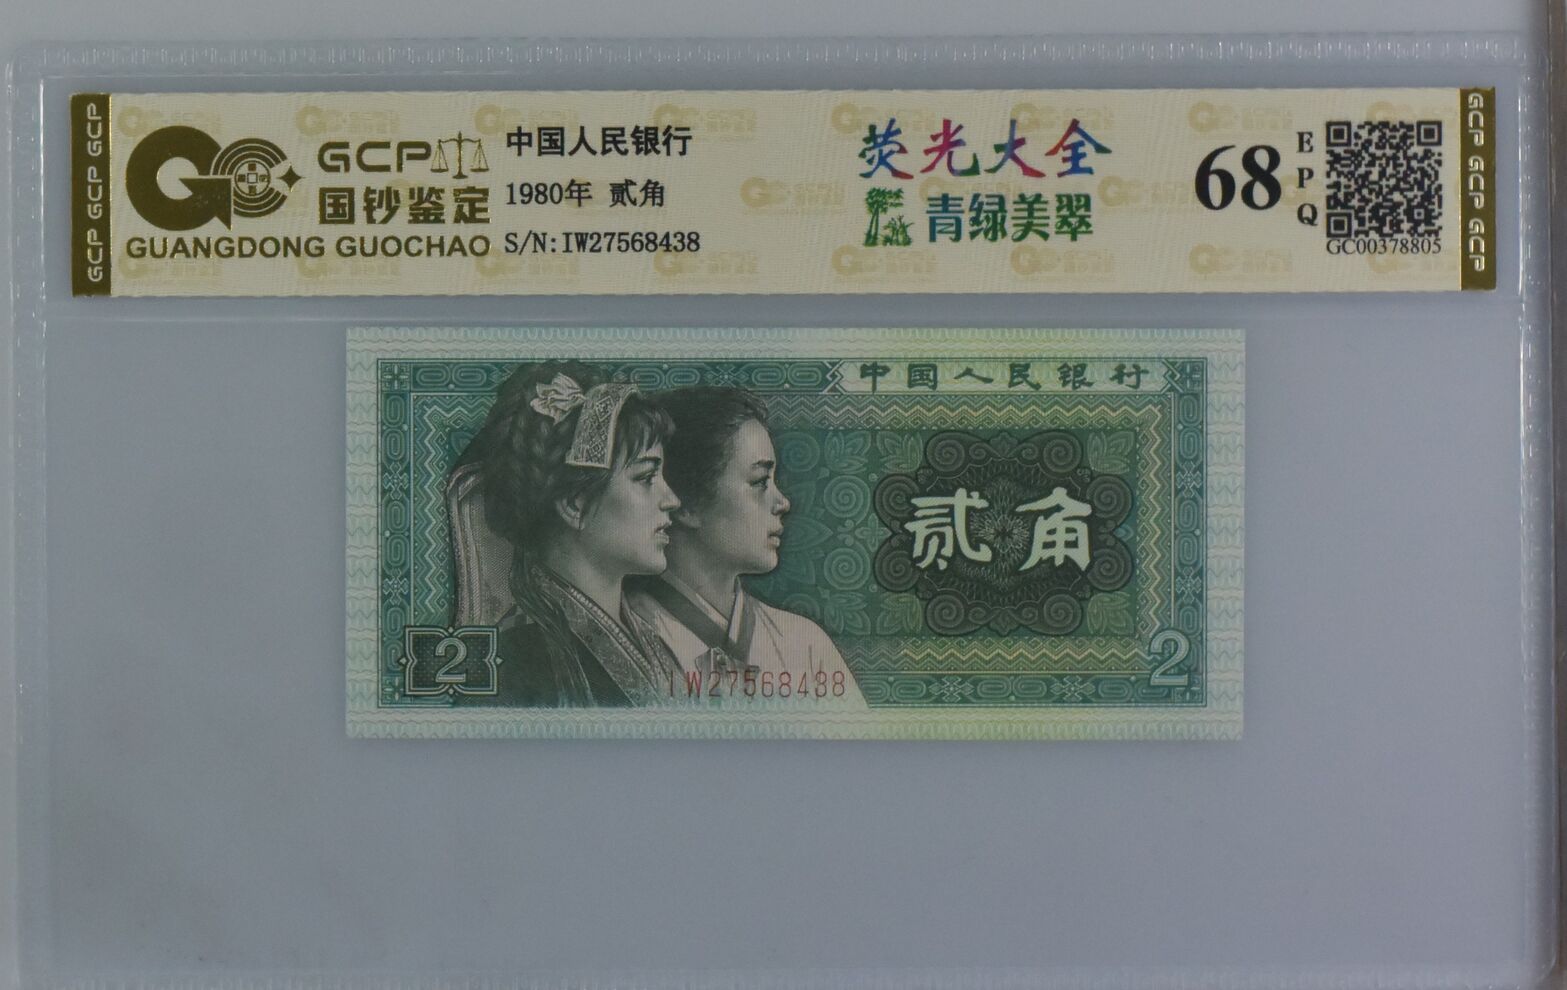 GCP GCP GCP
GCP
国钞鉴定
GUANGDONG GUOCHAO
中国人民银行
1980年 贰角
S/N:IW27568438
荧光大全
青绿美翠
68
EPQ
GC00378805
GCP GCP GCP
中国人民银行
贰角
2
IW27568438
2